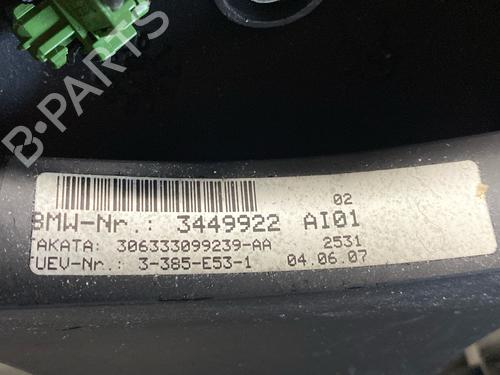 B-PARTS
02
BMW-Nr.: 3449922 AI01
TAKATA: 306333099239-AA 2531
TUEV-Nr.: 3-385-E53-1 04.06.07